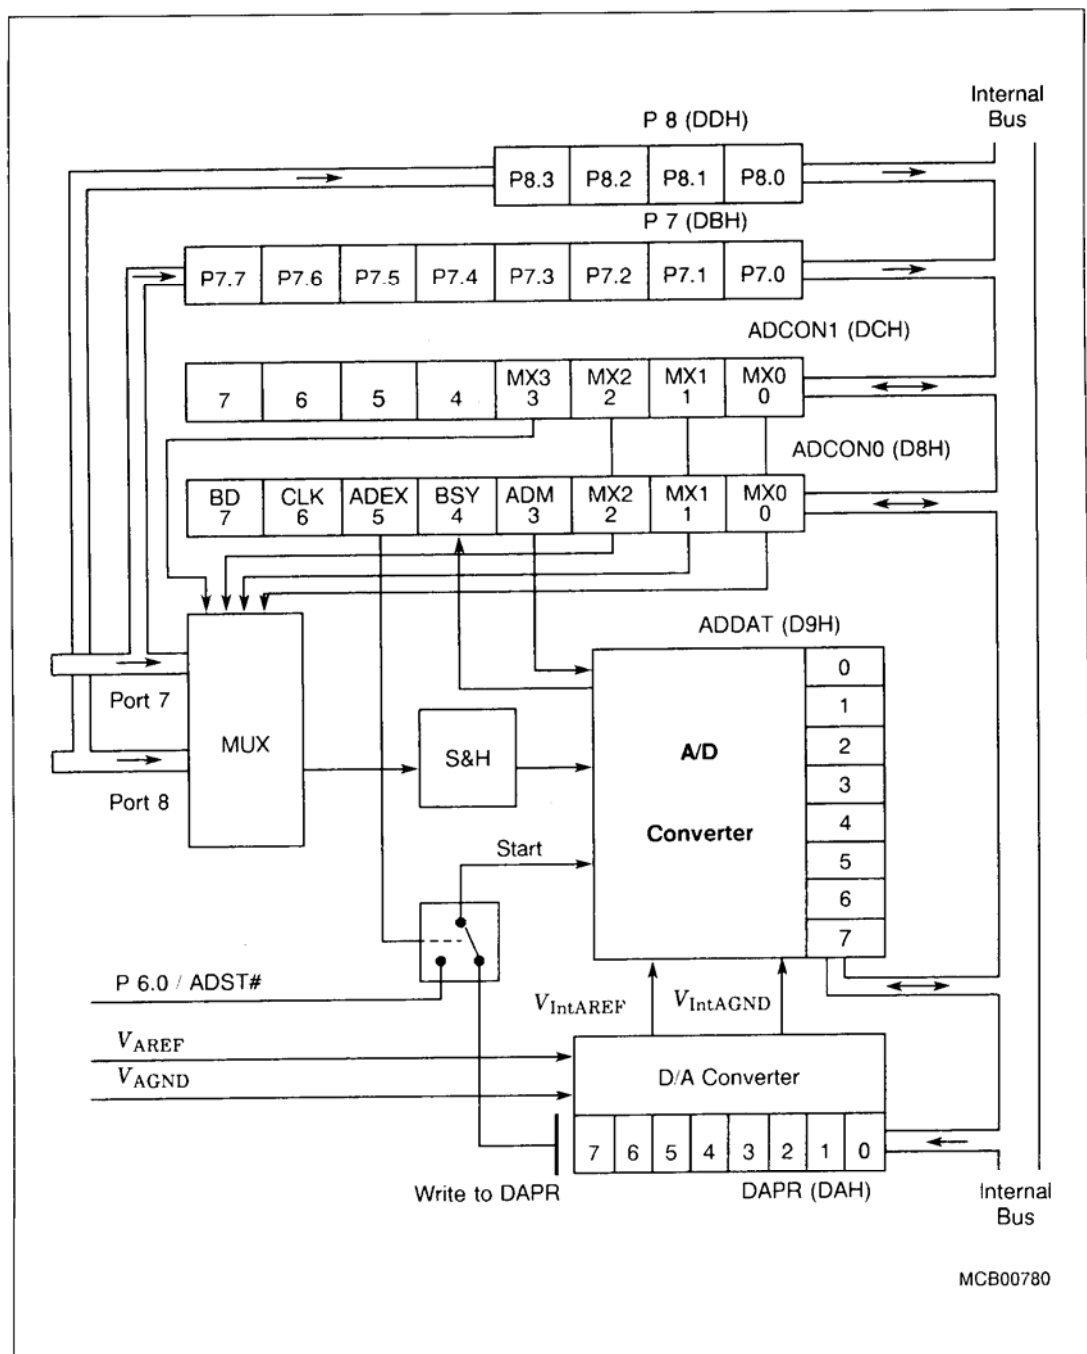 Internal
Bus
P 8 (DDH)
P8.3 P8.2 P8.1 P8.0
P 7 (DBH)
P7.7 P7.6 P7.5 P7.4 P7.3 P7.2 P7.1 P7.0
ADCON1 (DCH)
MX3 MX2 MX1 MX0
7 6 5 4 3 2 1 0
ADCON0 (D8H)
BD CLK ADEX BSY ADM MX2 MX1 MX0
7 6 5 4 3 2 1 0
ADDAT (D9H)
Port 7
MUX
Port 8
S&H
A/D
Converter
0
1
2
3
4
5
6
7
Start
P 6.0 / ADST#
VIntAREF
VIntAGND
VAREF
VAGND
D/A Converter
7 6 5 4 3 2 1 0
Write to DAPR
DAPR (DAH)
Internal
Bus
MCB00780